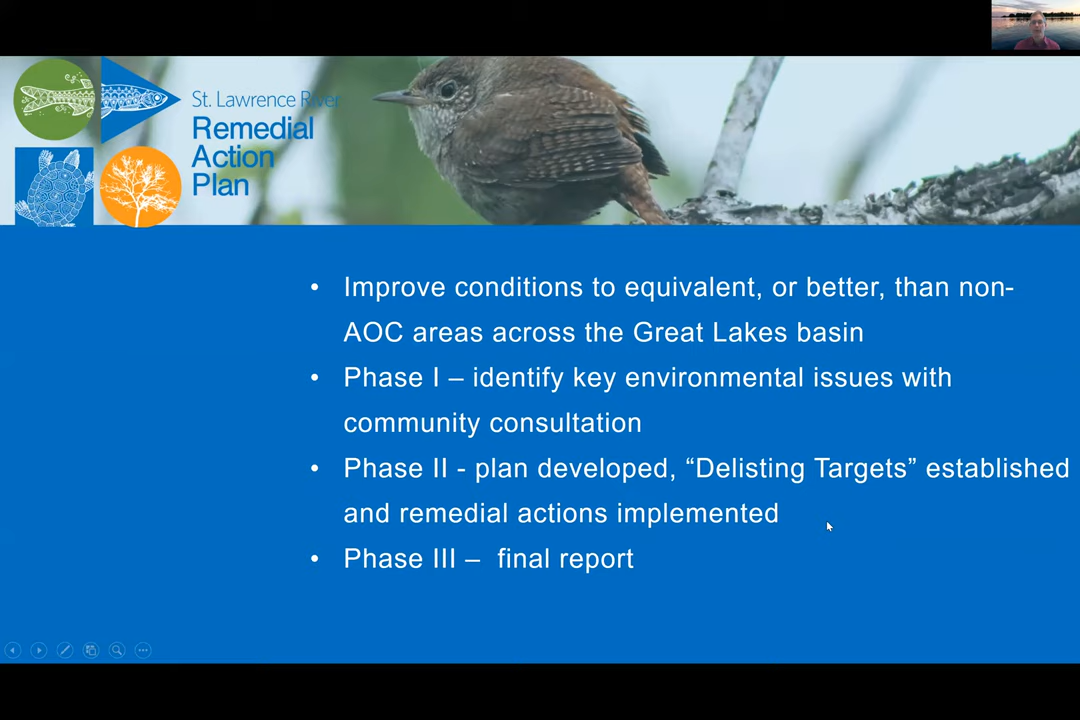 St. Lawrence River
Remedial
Action
Plan
• Improve conditions to equivalent, or better, than non-
AOC areas across the Great Lakes basin
• Phase I – identify key environmental issues with
community consultation
• Phase II - plan developed, “Delisting Targets” established
and remedial actions implemented
• Phase III –  final report